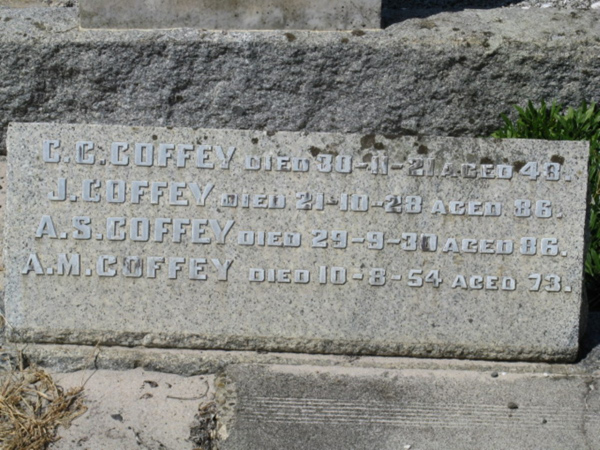 C.C.COFFEY DIED 30-11-21 AGED 48.
J.COFFEY DIED 21-10-28 AGED 86.
A.S.COFFEY DIED 29-9-30 AGED 86.
A.M.COFFEY DIED 10-8-54 AGED 73.